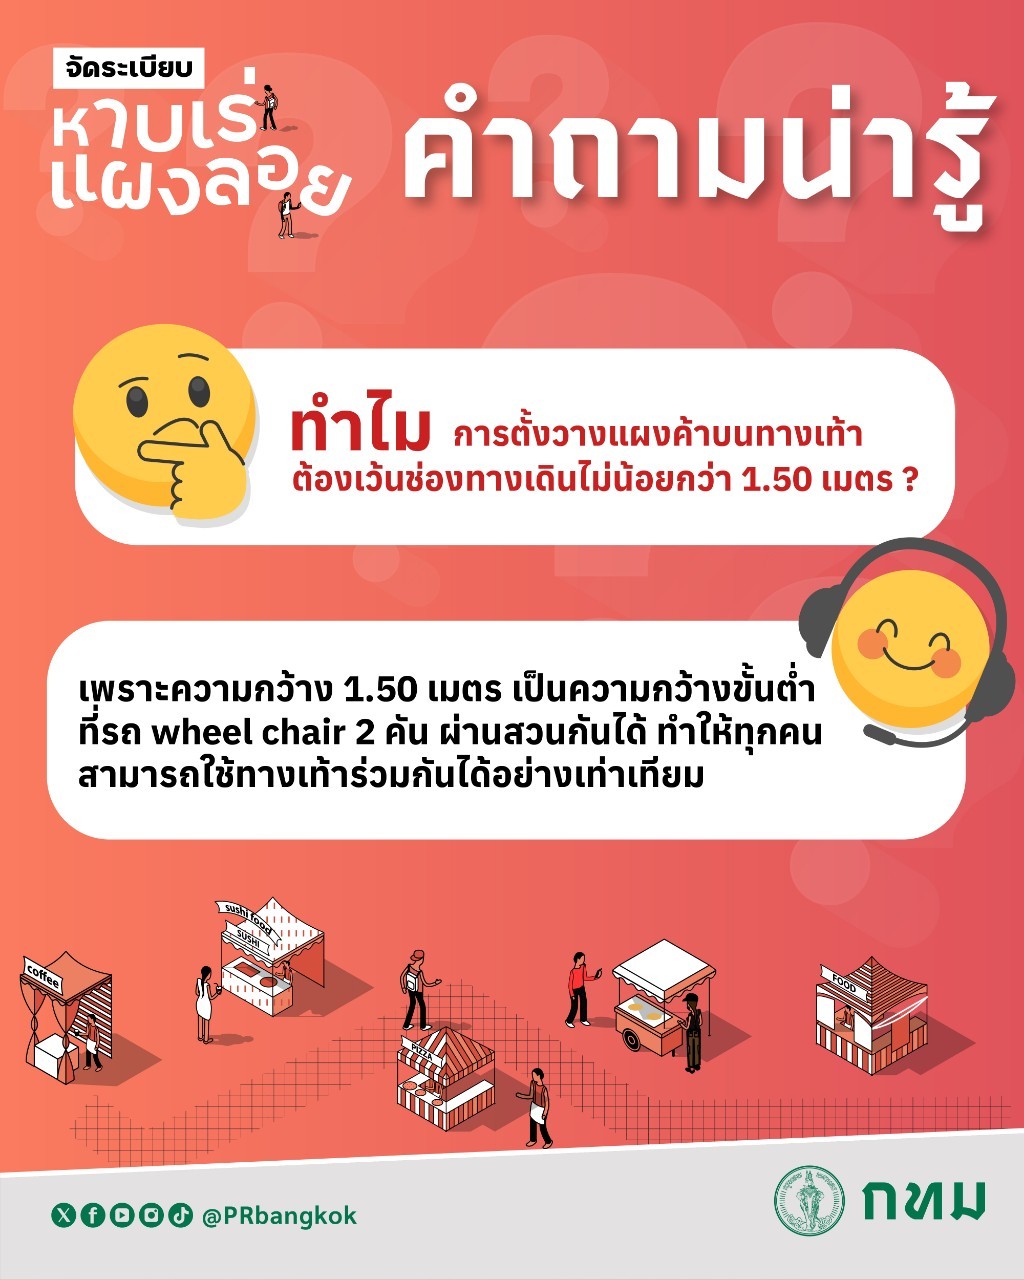 จัดระเบียบ
หาบเร่
แผงลอย
คำถามน่ารู้
ทำไม การตั้งวางแผงค้าบนทางเท้า
ต้องเว้นช่องทางเดินไม่น้อยกว่า 1.50 เมตร ?
เพราะความกว้าง 1.50 เมตร เป็นความกว้างขั้นต่ำ
ที่รถ wheel chair 2 คัน ผ่านสวนกันได้ ทำให้ทุกคน
สามารถใช้ทางเท้าร่วมกันได้อย่างเท่าเทียม
sushi food
SUSHI
coffee
FOOD
PIZZA
@PRbangkok
กทม